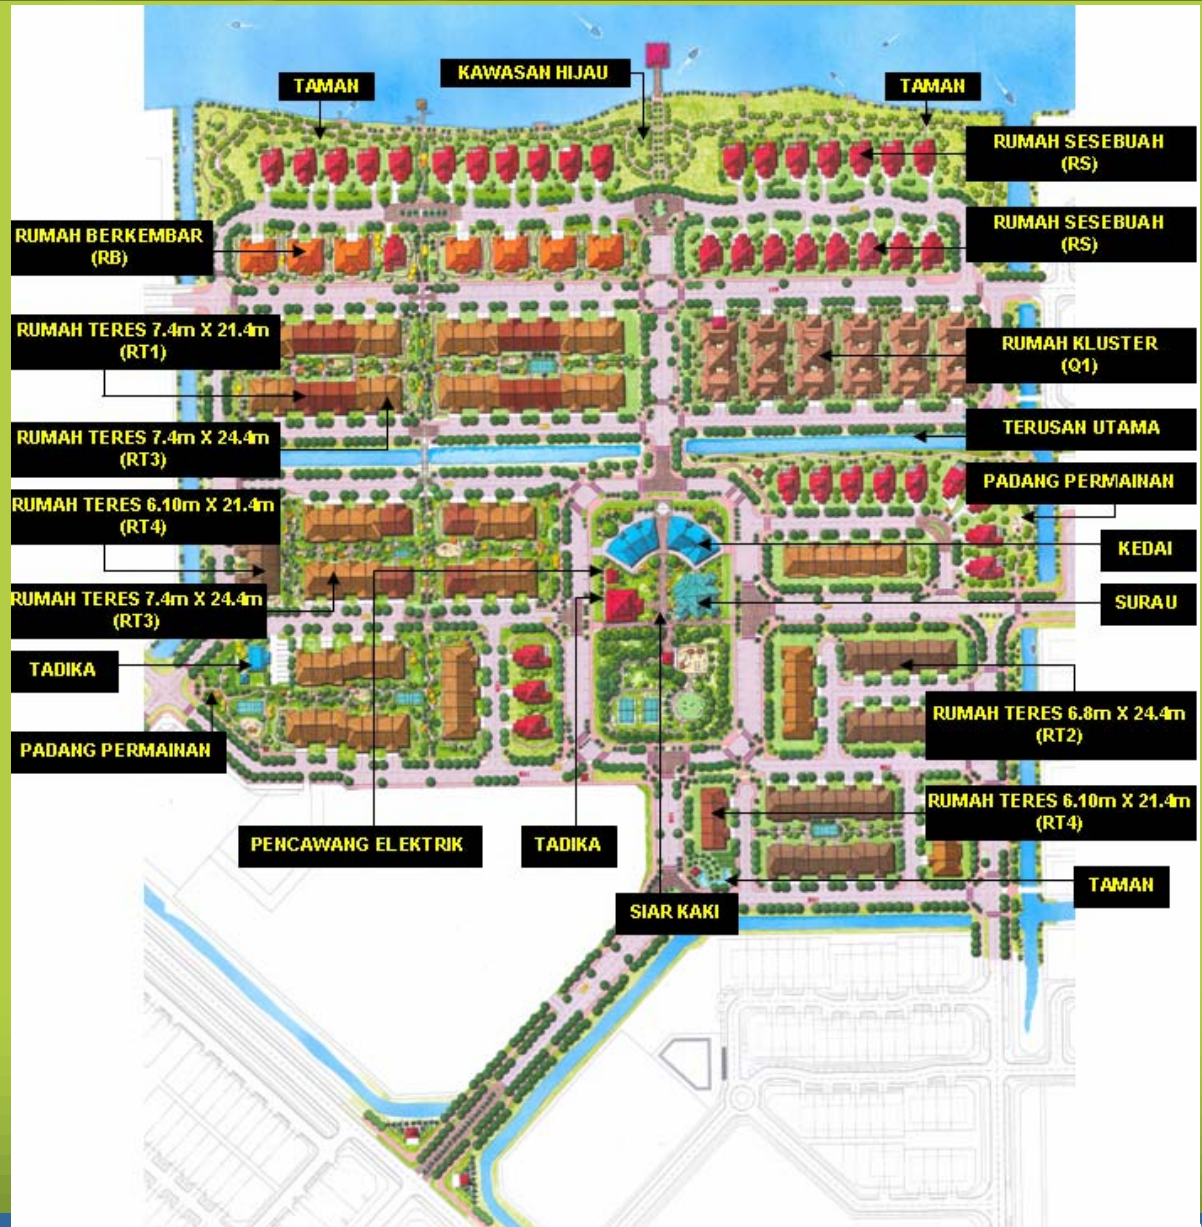 KAWASAN HIJAU
TAMAN
TAMAN
RUMAH SESEBUAH
(RS)
RUMAH BERKEMBAR
(RB)
RUMAH SESEBUAH
(RS)
RUMAH TERES 7.4m X 21.4m
(RT1)
RUMAH KLUSTER
(Q1)
RUMAH TERES 7.4m X 24.4m
(RT3)
TERUSAN UTAMA
PADANG PERMAINAN
RUMAH TERES 6.10m X 21.4m
(RT4)
KEDAI
RUMAH TERES 7.4m X 24.4m
(RT3)
SURAU
TADIKA
RUMAH TERES 6.8m X 24.4m
(RT2)
PADANG PERMAINAN
RUMAH TERES 6.10m X 21.4m
(RT4)
PENCAWANG ELEKTRIK
TADIKA
TAMAN
SIAR KAKI